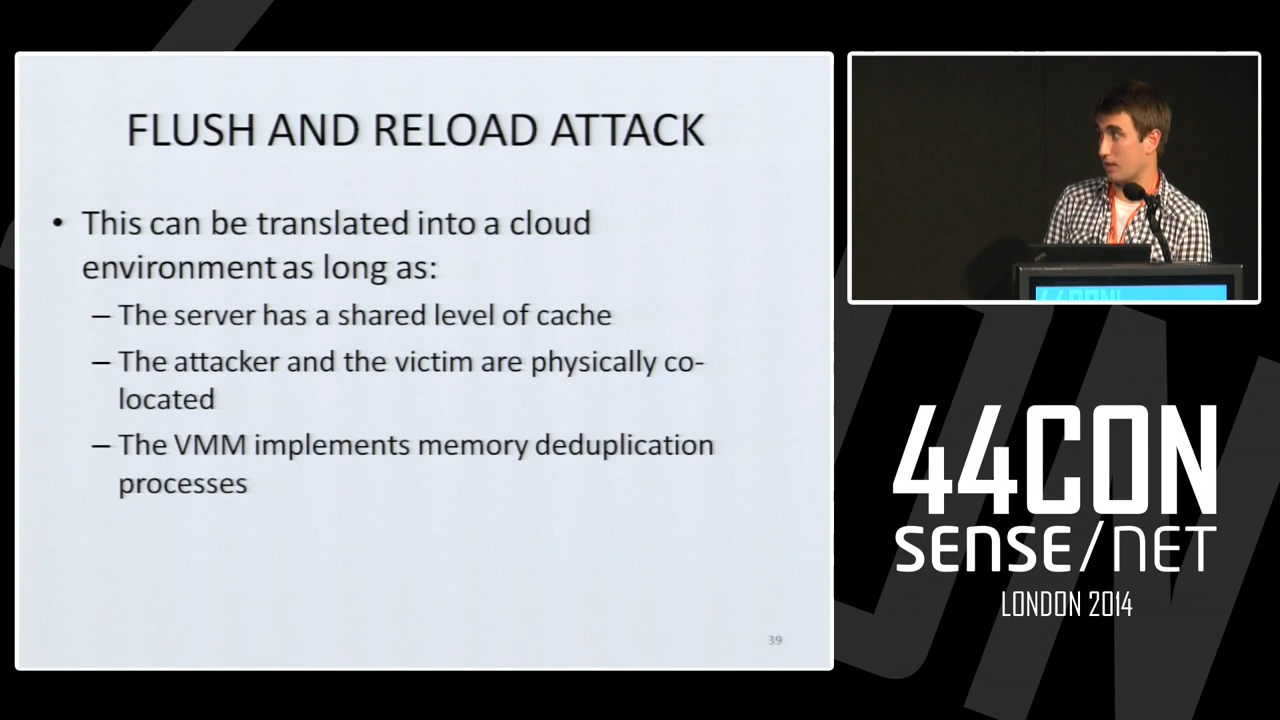 FLUSH AND RELOAD ATTACK
• This can be translated into a cloud
environment as long as:
– The server has a shared level of cache
– The attacker and the victim are physically co-
located
– The VMM implements memory deduplication
processes
39
44CON
44CON
SENSE/NET
LONDON 2014